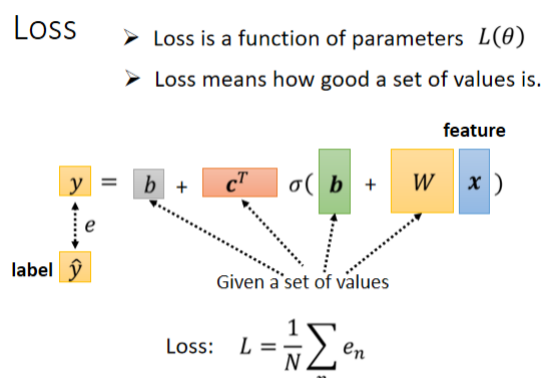 Loss
➢ Loss is a function of parameters L(θ)
➢ Loss means how good a set of values is.
feature
y = b + cᵀ σ( b + W x )
e
label ŷ
Given a set of values
Loss: L = 1/N ∑ eₙ